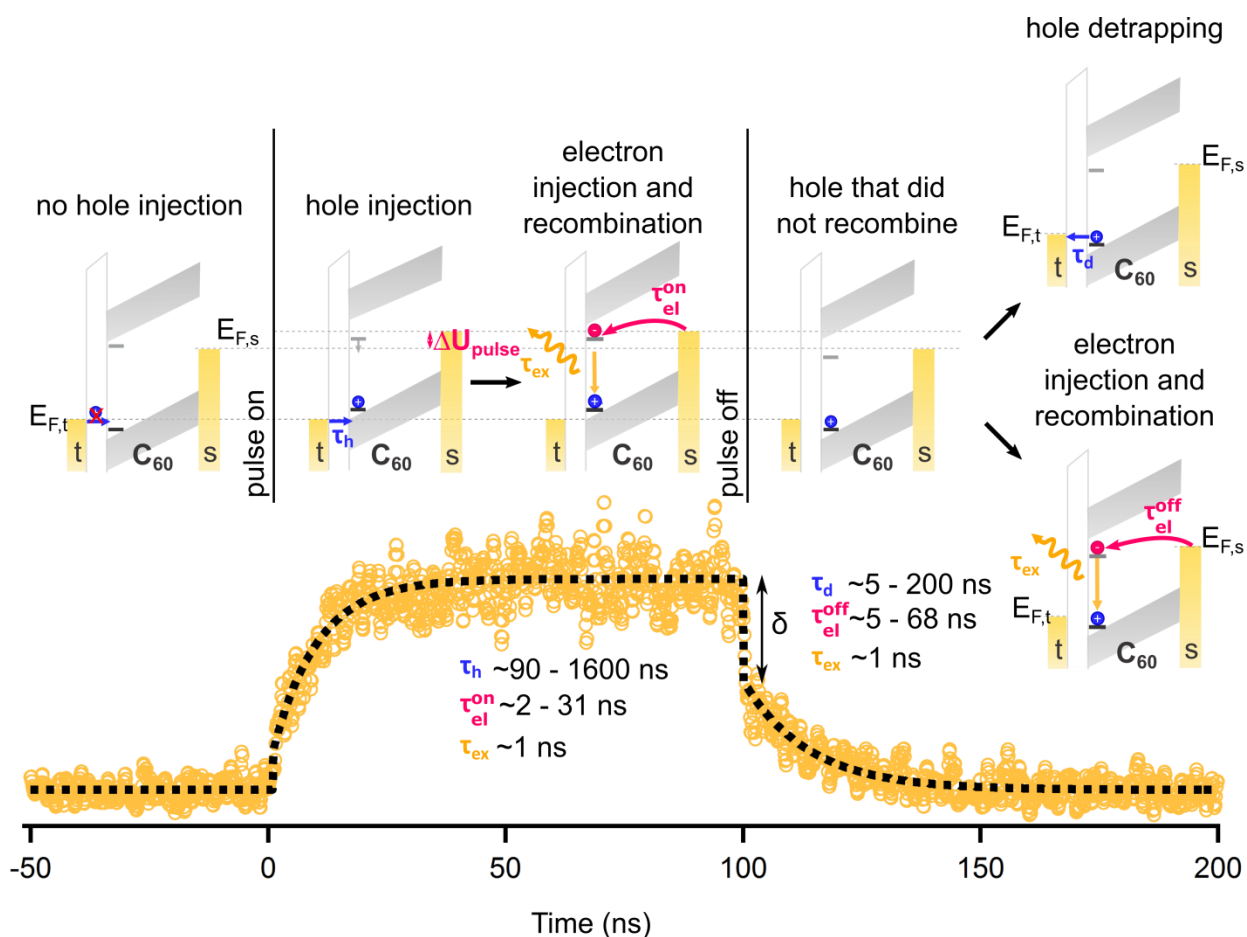 hole detrapping
E_F,s
E_F,t
t
τ_d
C₆₀
s
no hole injection
E_F,s
E_F,t
t
C₆₀
s
pulse on
hole injection
ΔU_pulse
t
τ_h
C₆₀
s
electron
injection and
recombination
τ_el^on
τ_ex
t
C₆₀
s
pulse off
hole that did
not recombine
t
C₆₀
s
electron
injection and
recombination
τ_el^off
E_F,s
τ_ex
E_F,t
t
C₆₀
s
τ_h ~90 - 1600 ns
τ_el^on ~2 - 31 ns
τ_ex ~1 ns
δ
τ_d ~5 - 200 ns
τ_el^off ~5 - 68 ns
τ_ex ~1 ns
-50 0 50 100 150 200
Time (ns)